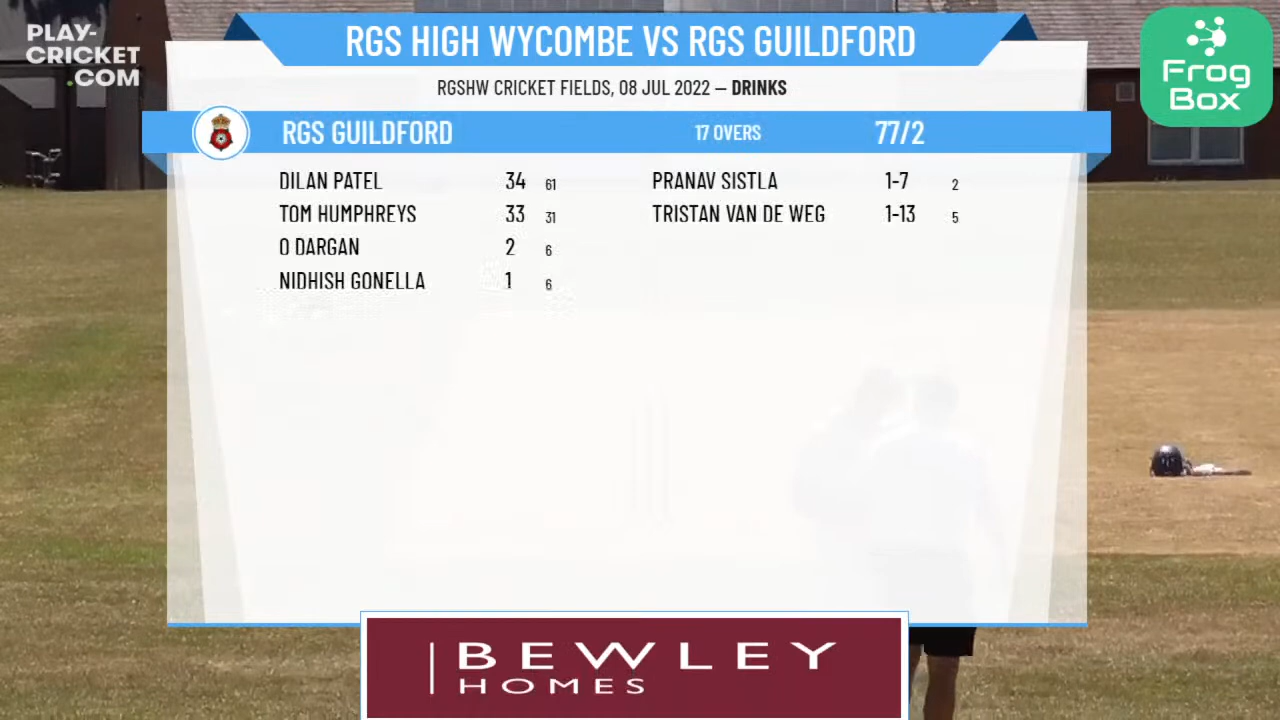 PLAY-
CRICKET
.COM
RGS HIGH WYCOMBE VS RGS GUILDFORD
Frog
Box
RGSHW CRICKET FIELDS, 08 JUL 2022 – DRINKS
RGS GUILDFORD 17 OVERS 77/2
DILAN PATEL 34 61 PRANAV SISTLA 1-7 2
TOM HUMPHREYS 33 31 TRISTAN VAN DE WEG 1-13 5
O DARGAN 2 6
NIDHISH GONELLA 1 6
BEWLEY
HOMES